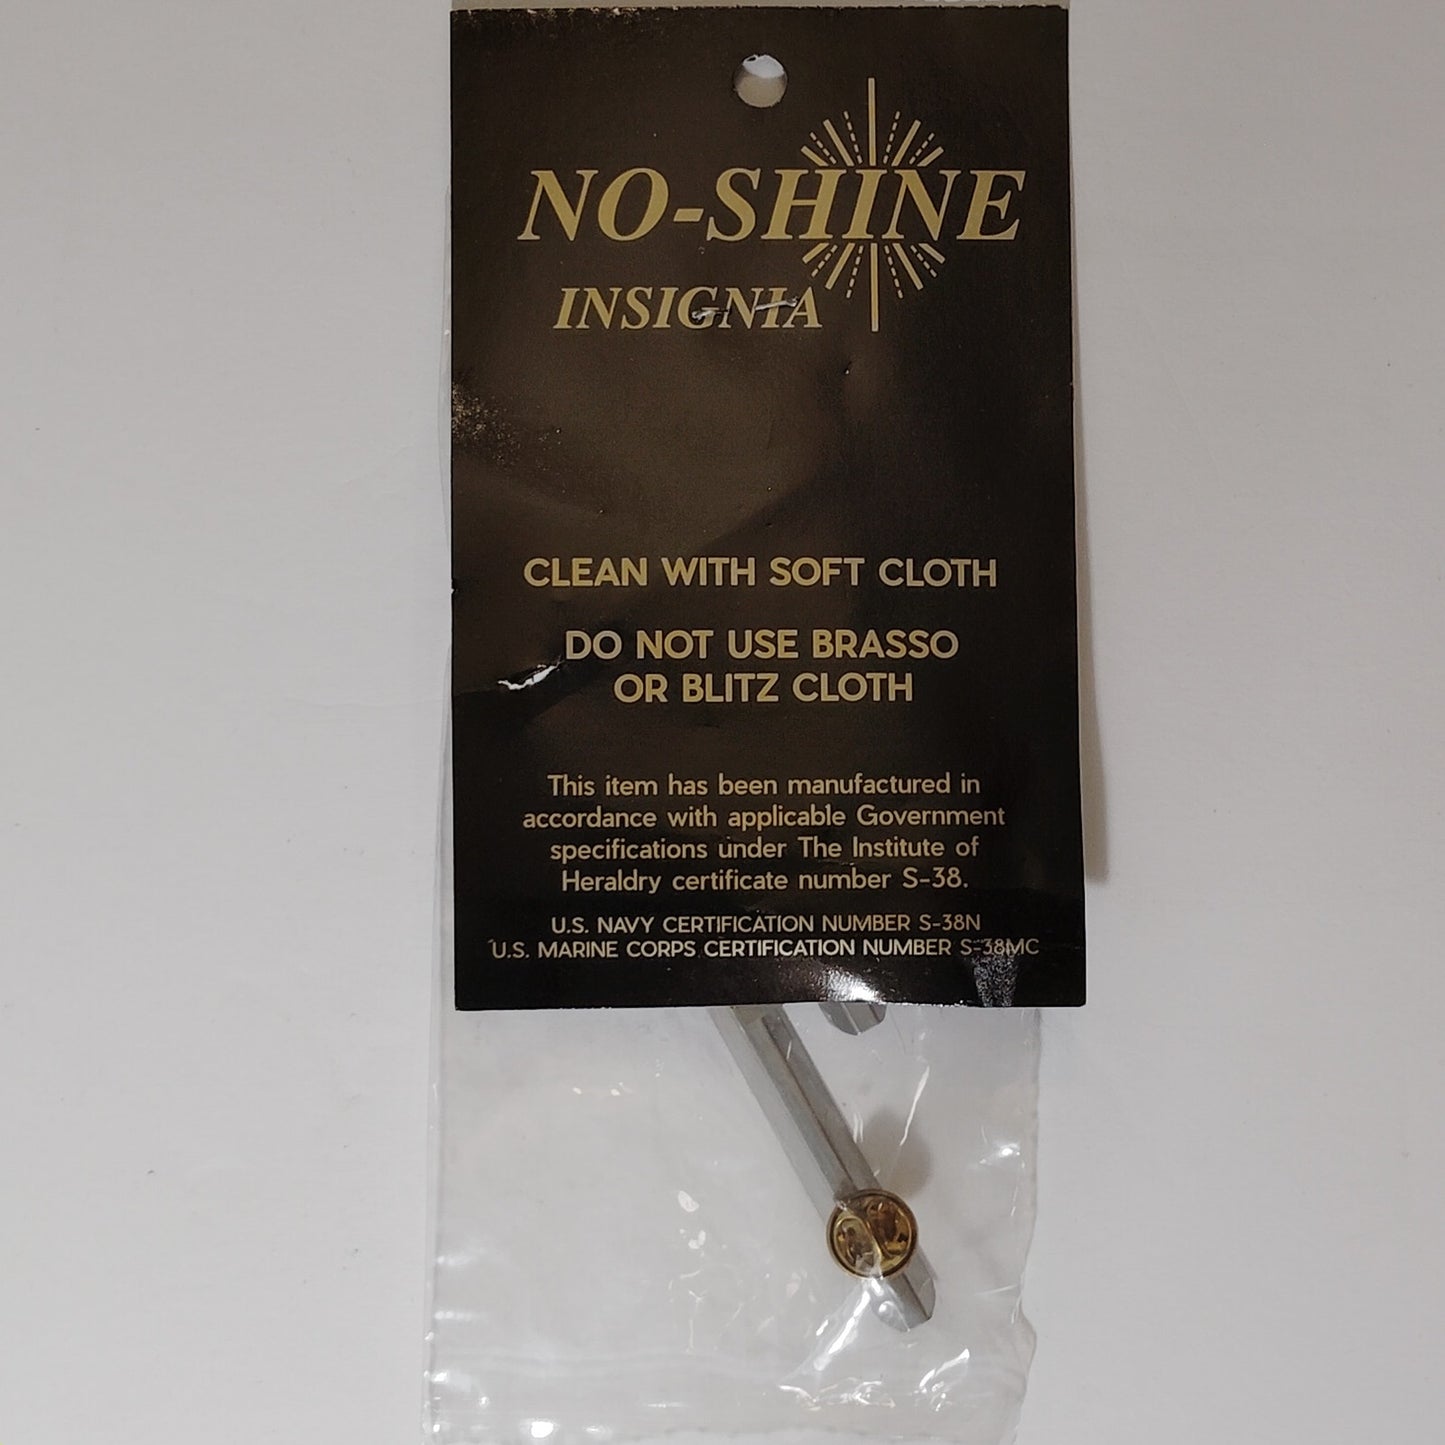 NO-SHINE
INSIGNIA
CLEAN WITH SOFT CLOTH
DO NOT USE BRASSO
OR BLITZ CLOTH
This item has been manufactured in
accordance with applicable Government
specifications under The Institute of
Heraldry certificate number S-38.
U.S. NAVY CERTIFICATION NUMBER S-38N
U.S. MARINE CORPS CERTIFICATION NUMBER S-38MC